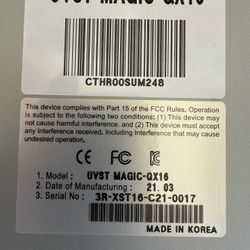 UVST MAGIC-QX16
CTHR00SUM248
This device complies with Part 15 of the FCC Rules, Operation
is subject to the following two conditions; (1) This device may
not cause harmful interference. and (2) This device must accept
any Interference received, Including Interference that may cause
undesired operation.
1. Model : UYST MAGIC-QX16
2. Date of Manufacturing : 21. 03
3. Serial No : 3R-XST16-C21-0017
MADE IN KOREA